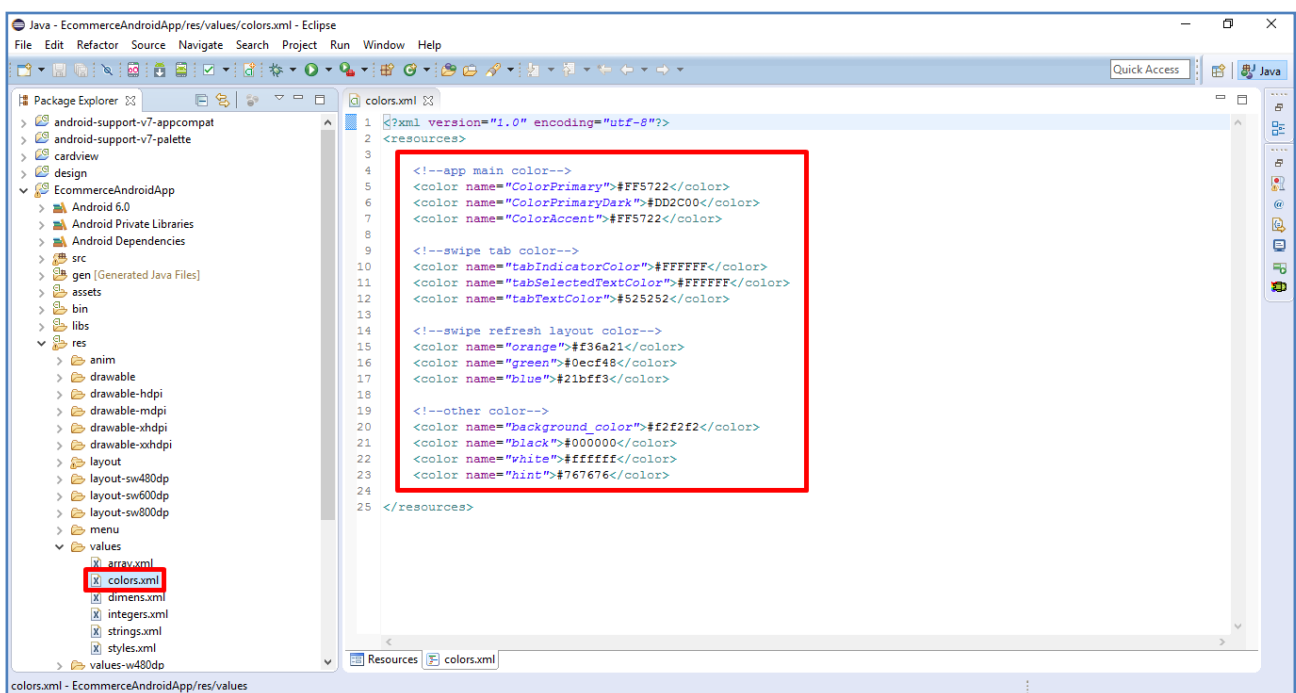 Java - EcommerceAndroidApp/res/values/colors.xml - Eclipse
File Edit Refactor Source Navigate Search Project Run Window Help
Quick Access
Java
Package Explorer
android-support-v7-appcompat
android-support-v7-palette
cardview
design
EcommerceAndroidApp
Android 6.0
Android Private Libraries
Android Dependencies
src
gen [Generated Java Files]
assets
bin
libs
res
anim
drawable
drawable-hdpi
drawable-mdpi
drawable-xhdpi
drawable-xxhdpi
layout
layout-sw480dp
layout-sw600dp
layout-sw800dp
menu
values
array.xml
colors.xml
dimens.xml
integers.xml
strings.xml
styles.xml
values-w480dp
colors.xml
1 <?xml version="1.0" encoding="utf-8"?>
2 <resources>
3
4 <!--app main color-->
5 <color name="ColorPrimary">#FF5722</color>
6 <color name="ColorPrimaryDark">#DD2C00</color>
7 <color name="ColorAccent">#FF5722</color>
8
9 <!--swipe tab color-->
10 <color name="tabIndicatorColor">#FFFFFF</color>
11 <color name="tabSelectedTextColor">#FFFFFF</color>
12 <color name="tabTextColor">#525252</color>
13
14 <!--swipe refresh layout color-->
15 <color name="orange">#f36a21</color>
16 <color name="green">#0ecf48</color>
17 <color name="blue">#21bff3</color>
18
19 <!--other color-->
20 <color name="background_color">#f2f2f2</color>
21 <color name="black">#000000</color>
22 <color name="white">#ffffff</color>
23 <color name="hint">#767676</color>
24
25 </resources>
Resources colors.xml
colors.xml - EcommerceAndroidApp/res/values